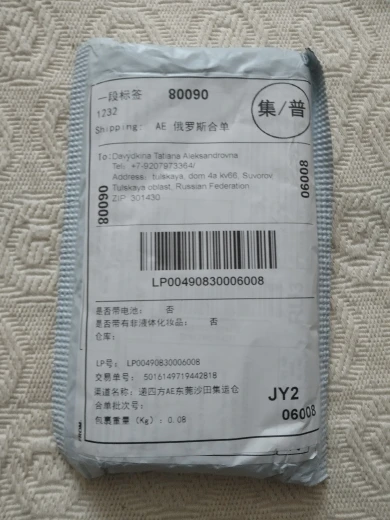 一段标签 80090
1232
集/普
Shipping: AE 俄罗斯合单
To: Davydkina Tatiana Aleksandrovna
Tel: +7-9207973364/
Address: tulskaya, dom 4a kv66, Suvorov,
Tulskaya oblast, Russian Federation
ZIP: 301430
80090
06008
LP00490830006008
是否带电池: 否
是否带有非液体化妆品: 否
仓库:
LP号: LP00490830006008
交易单号: 5016149719442818
渠道名称: 递四方AE东莞沙田集运仓
合单批次号:
包裹重量 (Kg): 0.08
JY2
06008